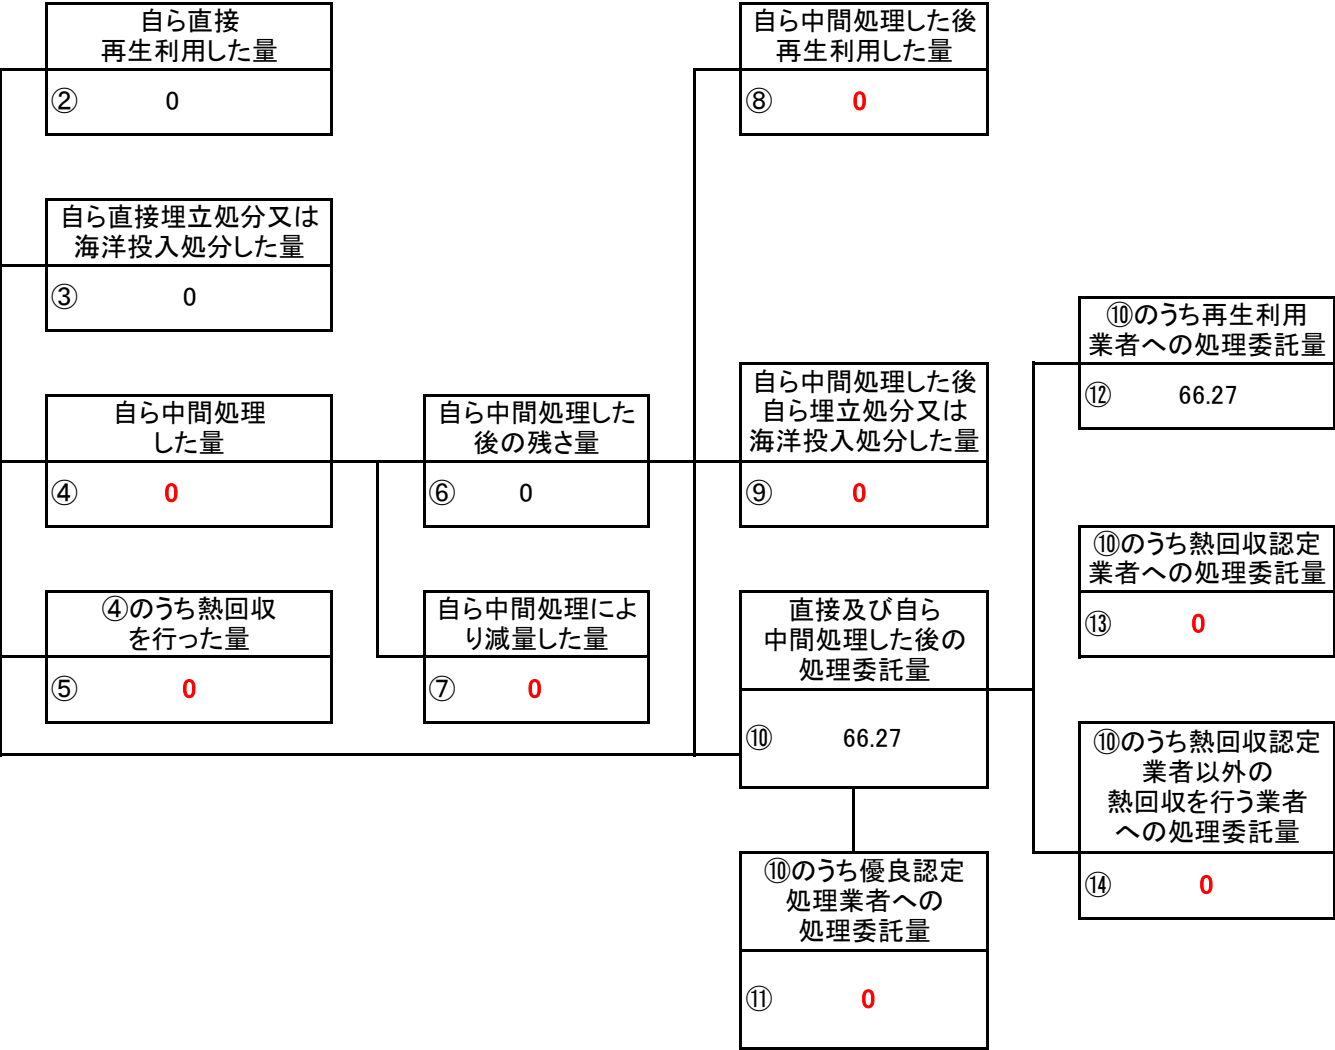 自ら直接
再生利用した量
② 0
自ら直接埋立処分又は
海洋投入処分した量
③ 0
自ら中間処理
した量
④ 0
④のうち熱回収
を行った量
⑤ 0
自ら中間処理した
後の残さ量
⑥ 0
自ら中間処理によ
り減量した量
⑦ 0
自ら中間処理した後
再生利用した量
⑧ 0
自ら中間処理した後
自ら埋立処分又は
海洋投入処分した量
⑨ 0
直接及び自ら
中間処理した後の
処理委託量
⑩ 66.27
⑩のうち優良認定
処理業者への
処理委託量
⑪ 0
⑩のうち再生利用
業者への処理委託量
⑫ 66.27
⑩のうち熱回収認定
業者への処理委託量
⑬ 0
⑩のうち熱回収認定
業者以外の
熱回収を行う業者
への処理委託量
⑭ 0